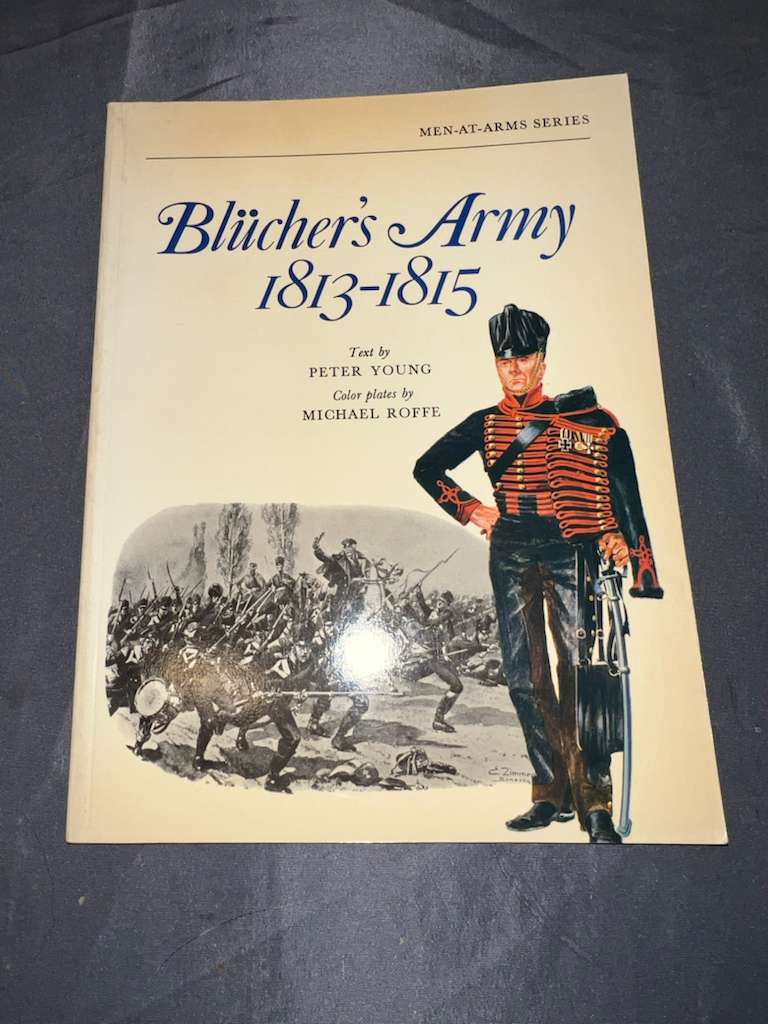 MEN-AT-ARMS SERIES
Blücher's Army
1813-1815
Text by
PETER YOUNG
Color plates by
MICHAEL ROFFE